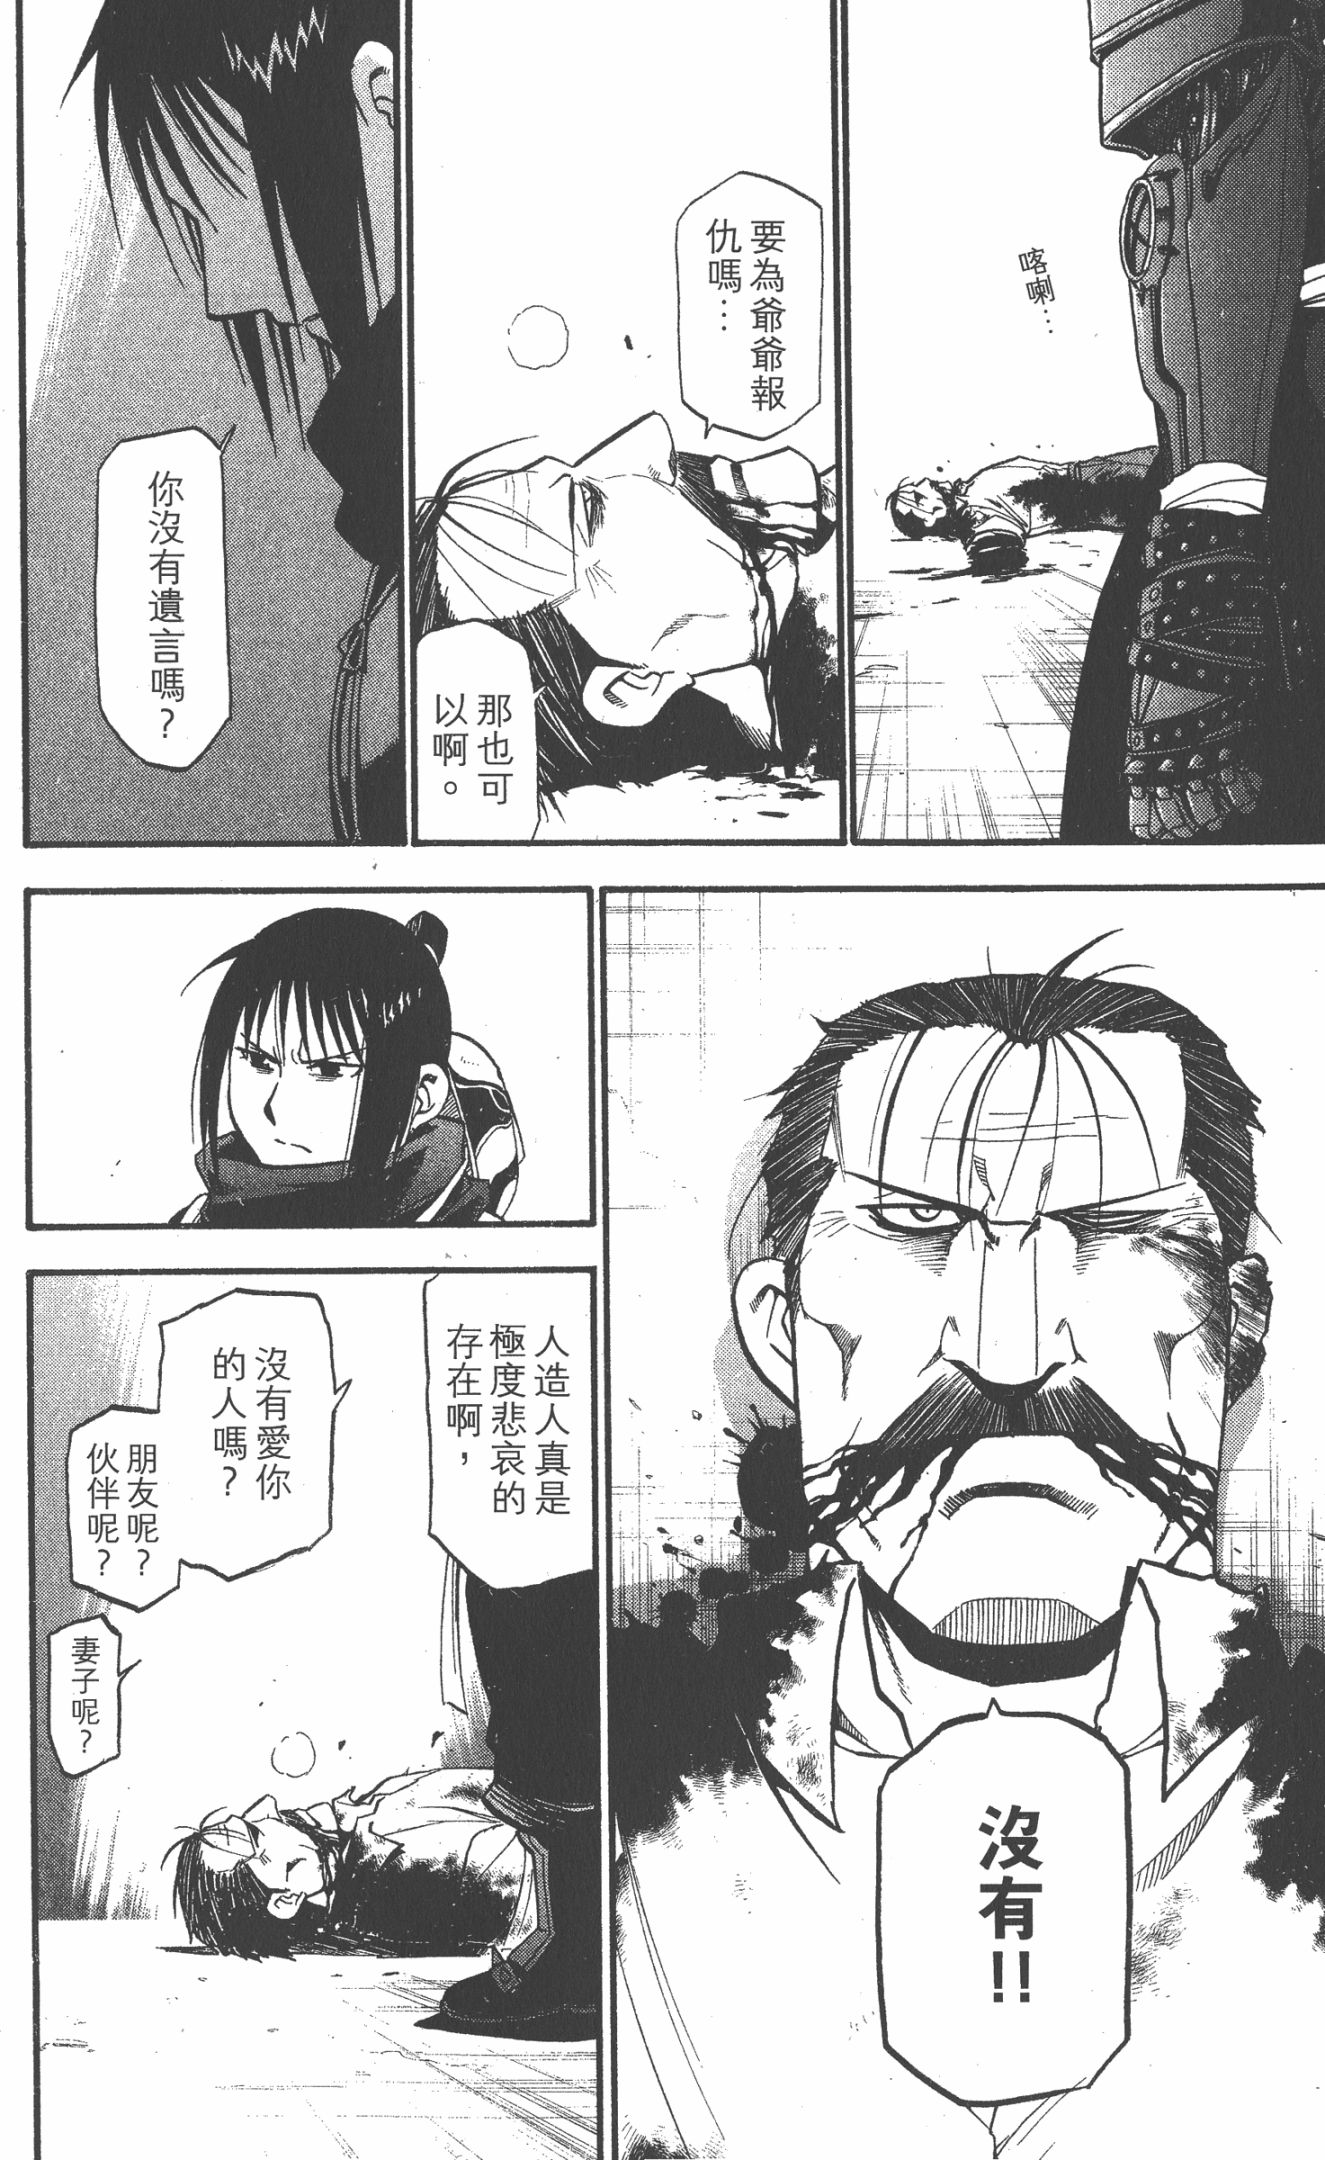 喀喇…
要為爺爺報
仇嗎…
那也可
以啊。
你沒有遺言嗎？
沒有!!
人造人真是
極度悲哀的
存在啊，
沒有愛你
的人嗎？
朋友呢？
伙伴呢？
妻子呢？